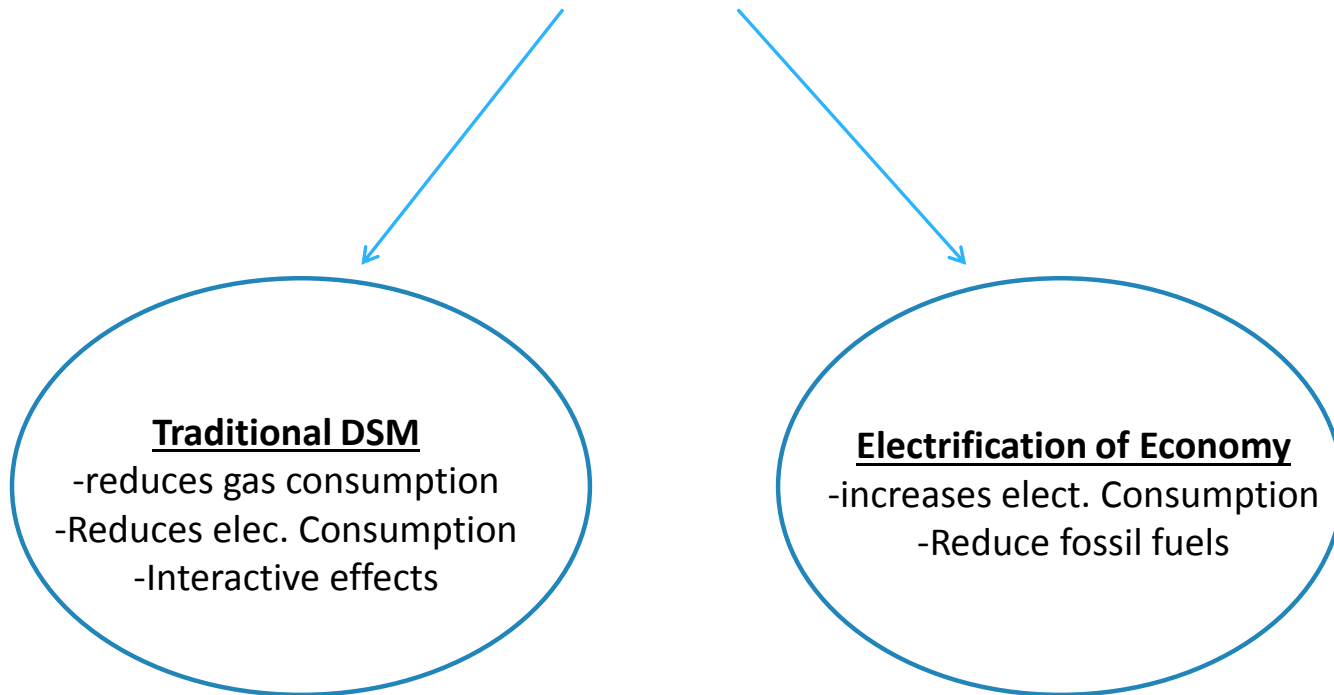 Traditional DSM
-reduces gas consumption
-Reduces elec. Consumption
-Interactive effects
Electrification of Economy
-increases elect. Consumption
-Reduce fossil fuels